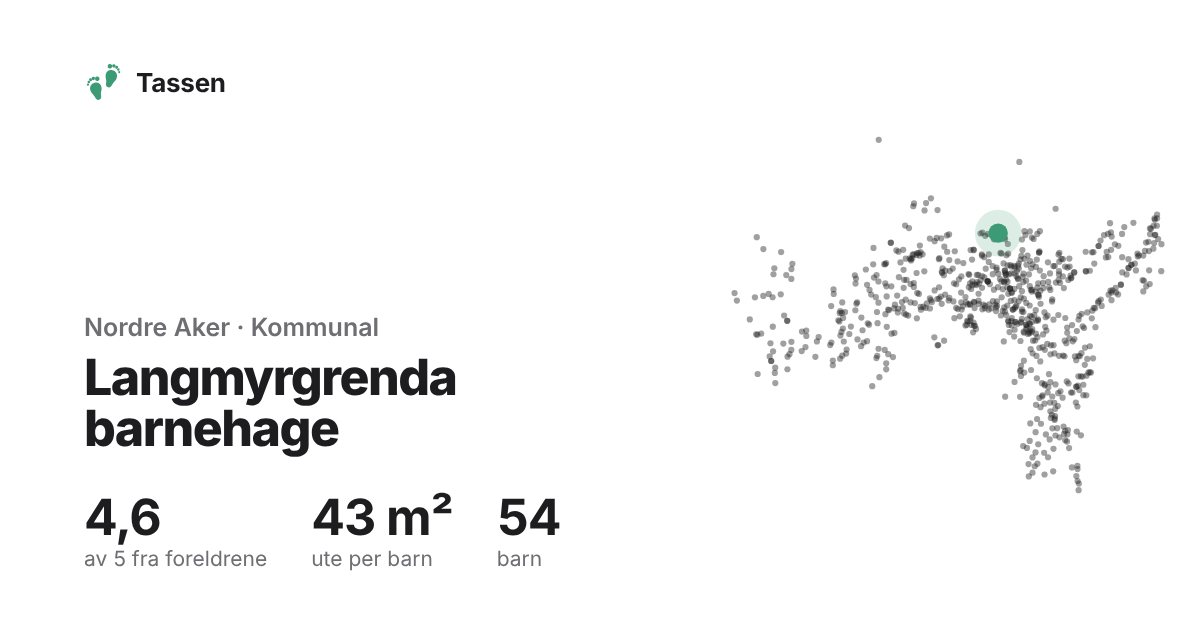 Tassen
Nordre Aker · Kommunal
Langmyrgrenda
barnehage
4,6 43 m² 54
av 5 fra foreldrene ute per barn barn